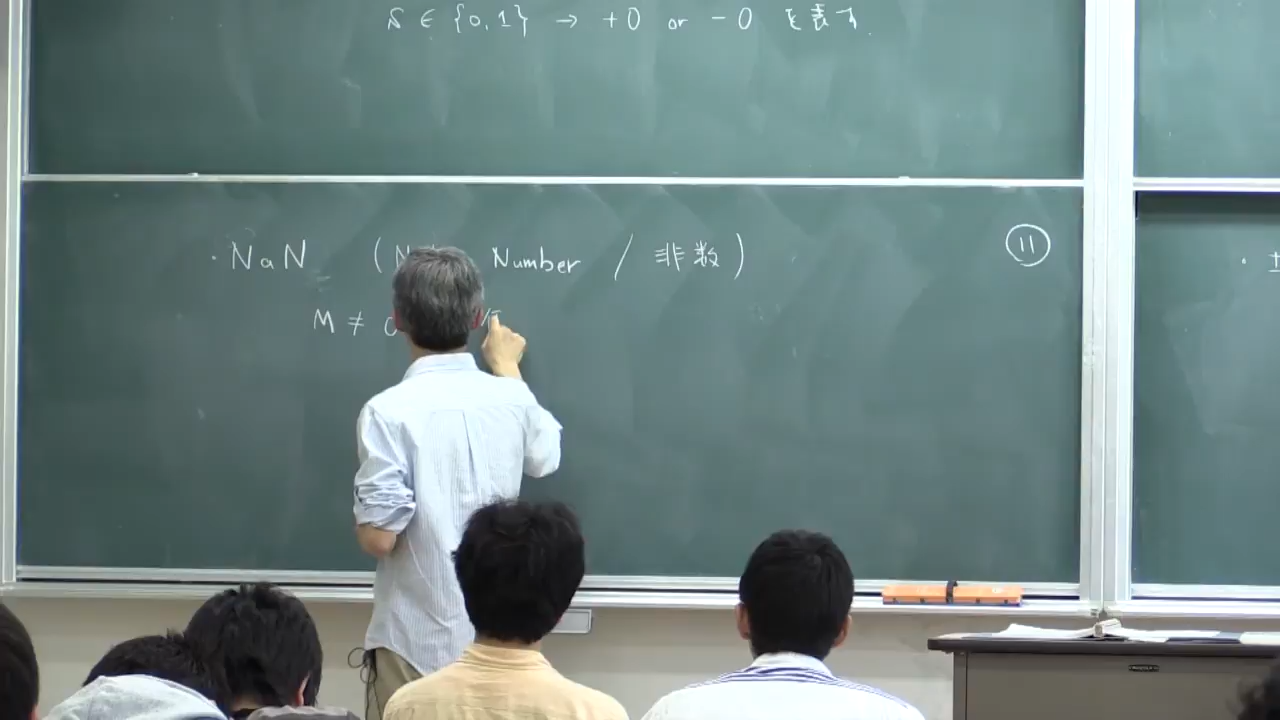 s ∈ {0,1} → +0 or -0 を表す.
・NaN (N Number / 非数)
⑪
・±
M ≠ 0